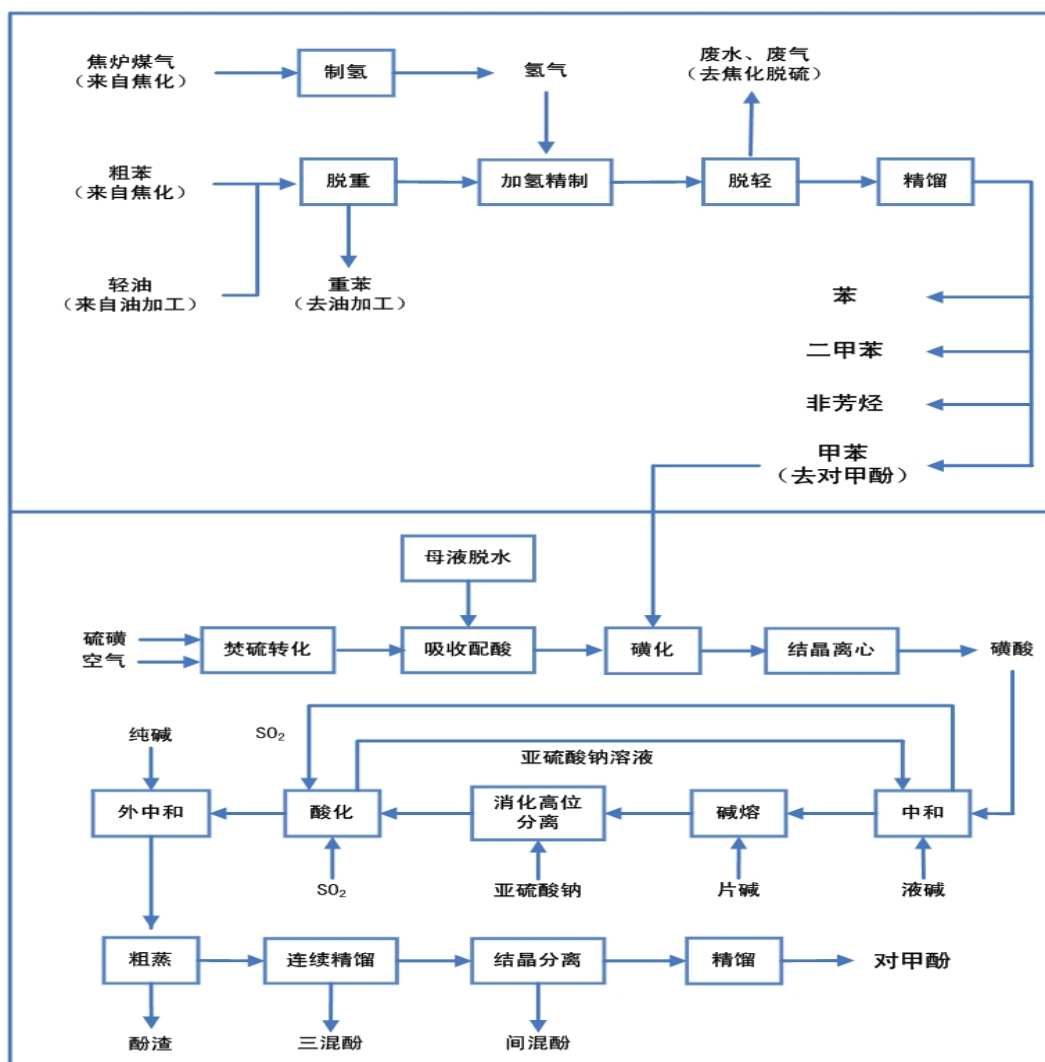 焦炉煤气
（来自焦化）
制氢
氢气
废水、废气
（去焦化脱硫）
粗苯
（来自焦化）
脱重
加氢精制
脱轻
精馏
轻油
（来自油加工）
重苯
（去油加工）
苯
二甲苯
非芳烃
甲苯
（去对甲酚）
母液脱水
硫磺
空气
焚硫转化
吸收配酸
磺化
结晶离心
磺酸
纯碱
SO₂
亚硫酸钠溶液
外中和
酸化
消化高位
分离
碱熔
中和
SO₂
亚硫酸钠
片碱
液碱
粗蒸
连续精馏
结晶分离
精馏
对甲酚
酚渣
三混酚
间混酚